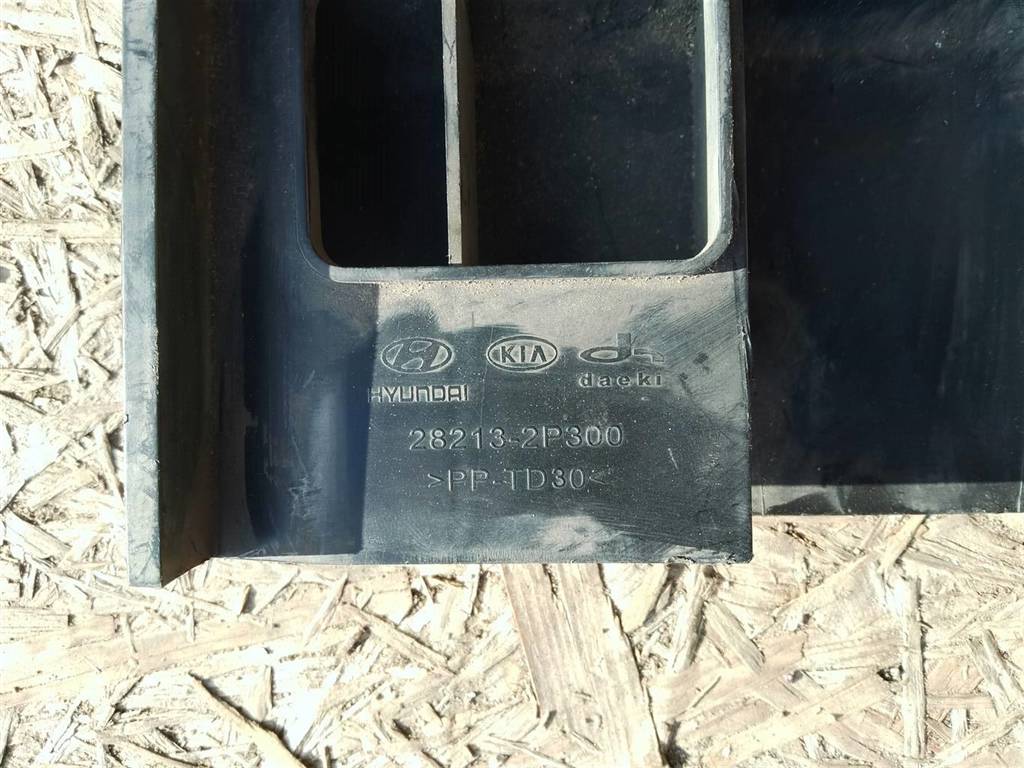 KIA
daeki
HYUNDAI
28213-2P300
>PP-TD30<